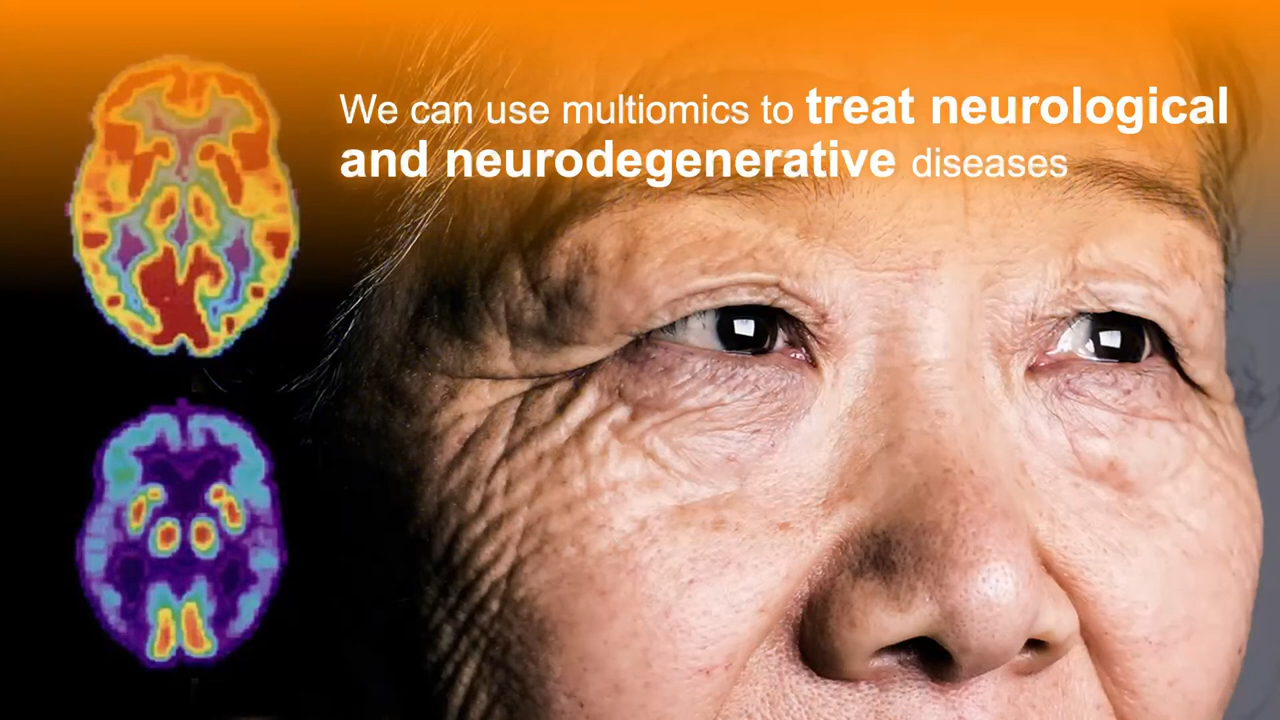 We can use multiomics to treat neurological
and neurodegenerative diseases